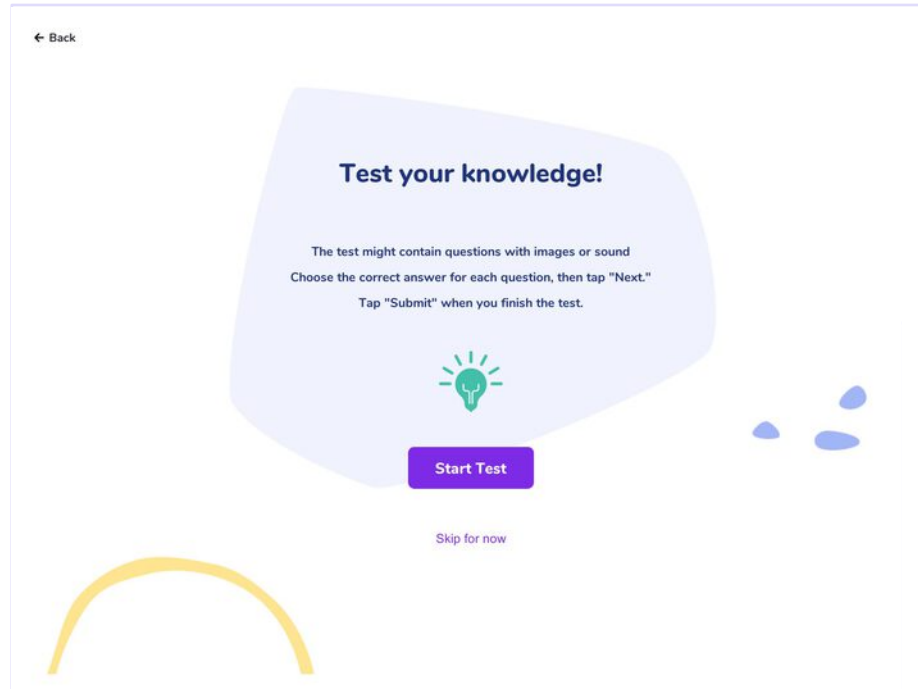 ← Back
Test your knowledge!
The test might contain questions with images or sound
Choose the correct answer for each question, then tap "Next."
Tap "Submit" when you finish the test.
Start Test
Skip for now